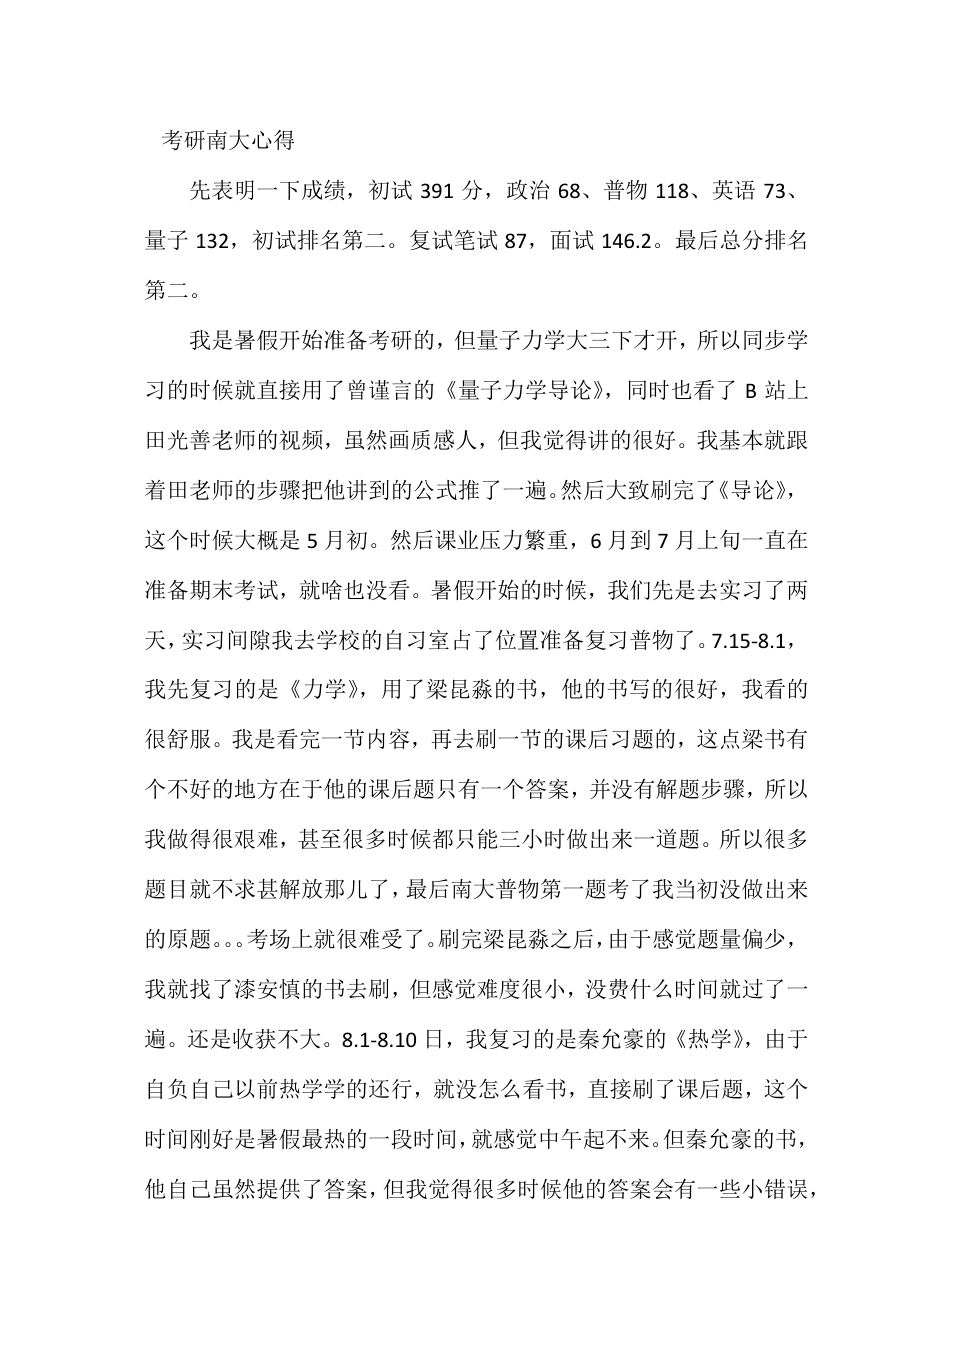 考研南大心得
先表明一下成绩，初试 391 分，政治 68、普物 118、英语 73、
量子 132，初试排名第二。复试笔试 87，面试 146.2。最后总分排名
第二。
我是暑假开始准备考研的，但量子力学大三下才开，所以同步学
习的时候就直接用了曾谨言的《量子力学导论》，同时也看了 B 站上
田光善老师的视频，虽然画质感人，但我觉得讲的很好。我基本就跟
着田老师的步骤把他讲到的公式推了一遍。然后大致刷完了《导论》，
这个时候大概是 5 月初。然后课业压力繁重，6 月到 7 月上旬一直在
准备期末考试，就啥也没看。暑假开始的时候，我们先是去实习了两
天，实习间隙我去学校的自习室占了位置准备复习普物了。7.15-8.1，
我先复习的是《力学》，用了梁昆淼的书，他的书写的很好，我看的
很舒服。我是看完一节内容，再去刷一节的课后习题的，这点梁书有
个不好的地方在于他的课后题只有一个答案，并没有解题步骤，所以
我做得很艰难，甚至很多时候都只能三小时做出来一道题。所以很多
题目就不求甚解放那儿了，最后南大普物第一题考了我当初没做出来
的原题。。。考场上就很难受了。刷完梁昆淼之后，由于感觉题量偏少，
我就找了漆安慎的书去刷，但感觉难度很小，没费什么时间就过了一
遍。还是收获不大。8.1-8.10 日，我复习的是秦允豪的《热学》，由于
自负自己以前热学学的还行，就没怎么看书，直接刷了课后题，这个
时间刚好是暑假最热的一段时间，就感觉中午起不来。但秦允豪的书，
他自己虽然提供了答案，但我觉得很多时候他的答案会有一些小错误，